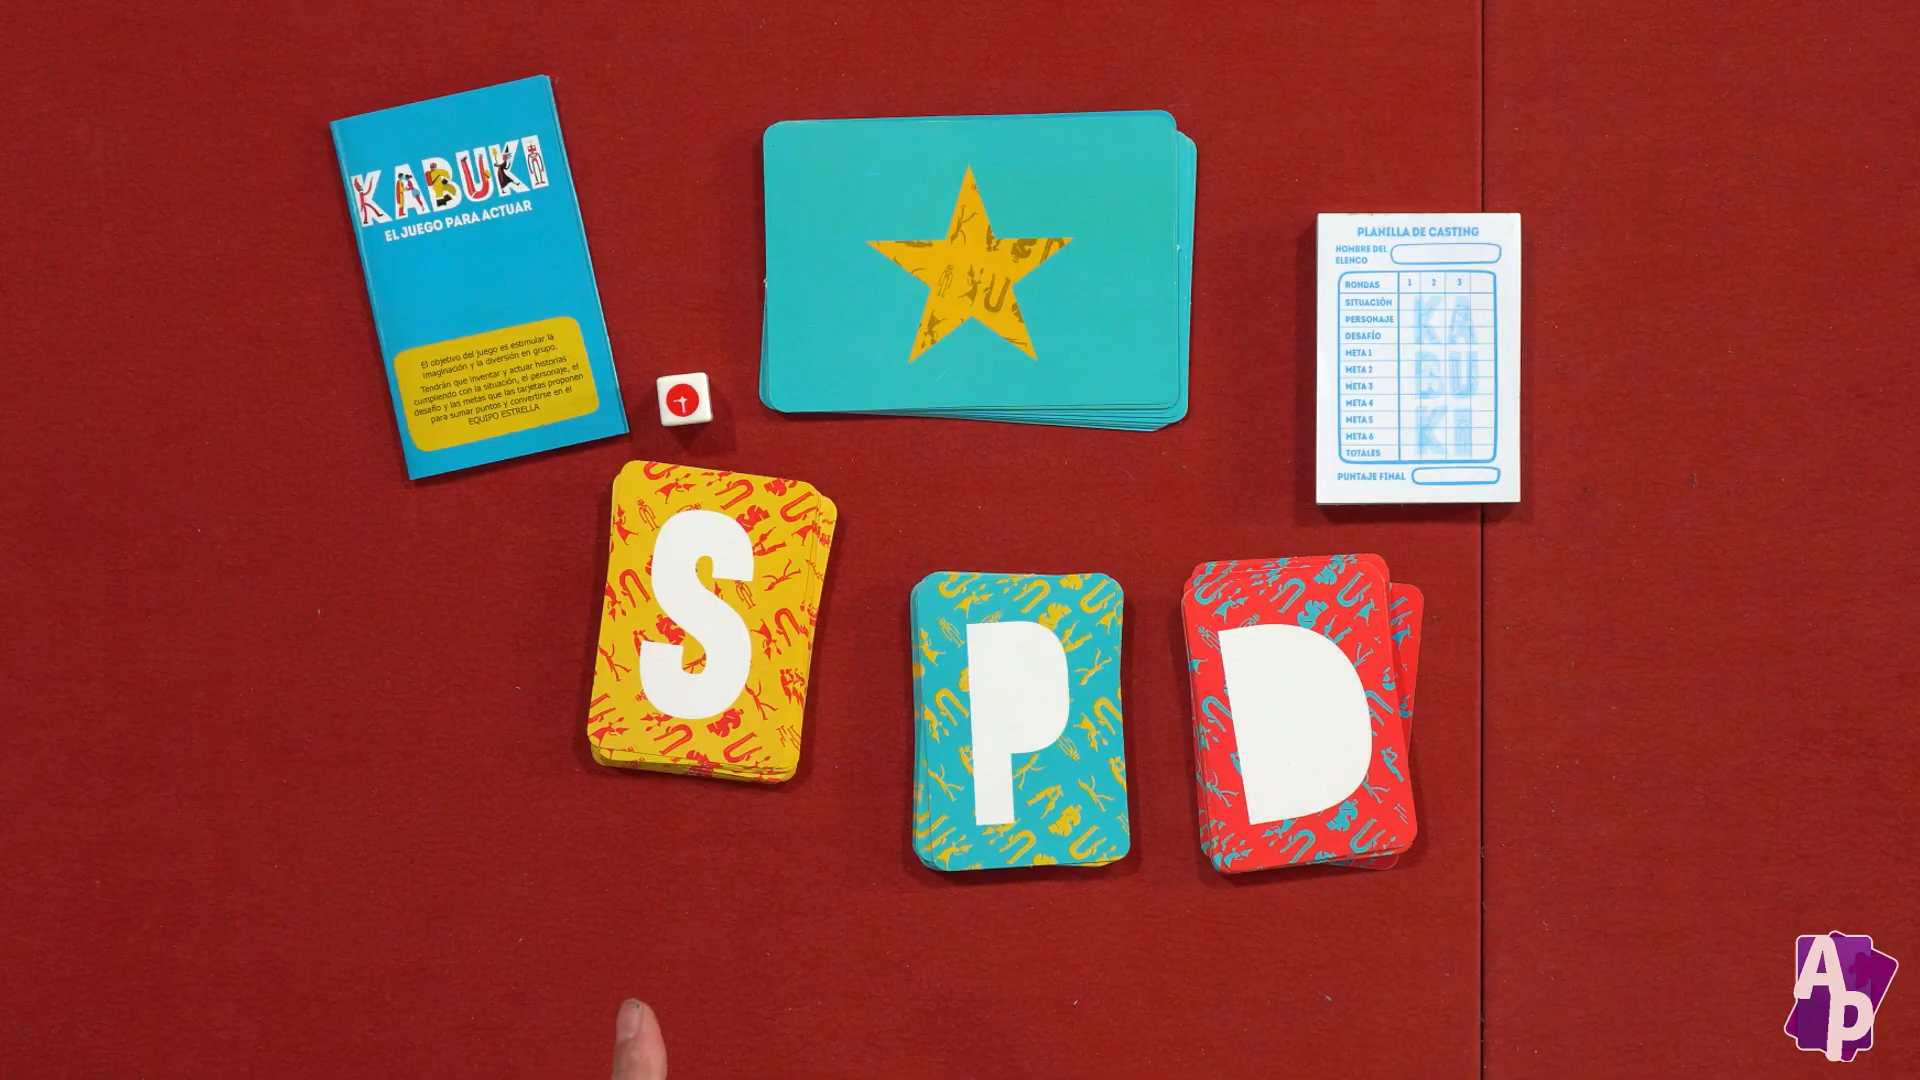 KABUKI
EL JUEGO PARA ACTUAR
El objetivo del juego es estimular la
imaginación y la diversión en grupo.
Tendrán que inventar y actuar historias
cumpliendo con la situación, el personaje, el
desafío y las metas que las tarjetas proponen
para sumar puntos y convertirse en el
EQUIPO ESTRELLA
PLANILLA DE CASTING
NOMBRE DEL
ELENCO
RONDAS 1 2 3
SITUACIÓN
PERSONAJE
DESAFÍO
META 1
META 2
META 3
META 4
META 5
META 6
TOTALES
PUNTAJE FINAL
KA
BU
KI
S
P
D
AP